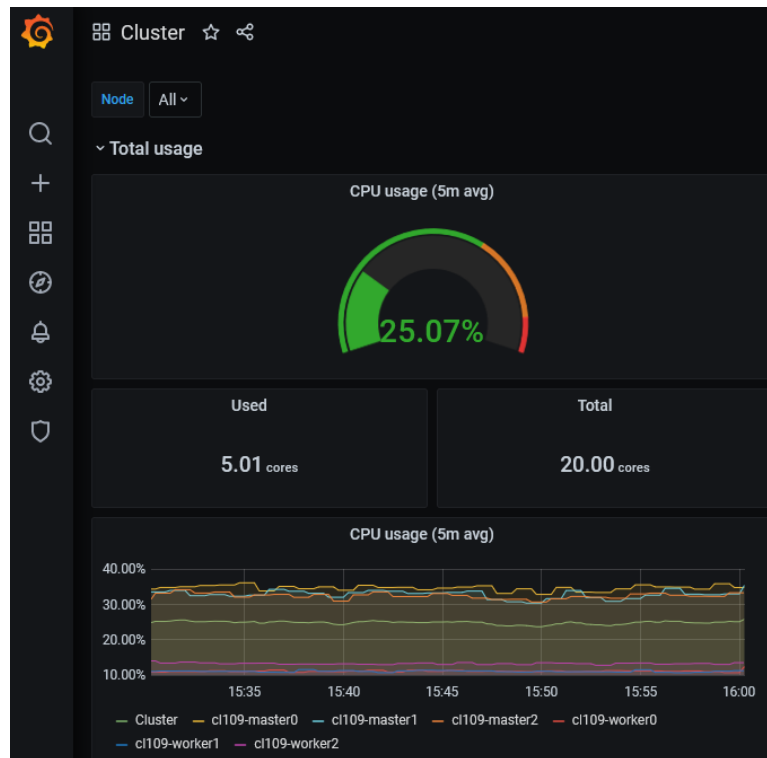 Cluster
Node All
Total usage
CPU usage (5m avg)
25.07%
Used
5.01 cores
Total
20.00 cores
CPU usage (5m avg)
40.00%
30.00%
20.00%
10.00%
15:35 15:40 15:45 15:50 15:55 16:00
Cluster cl109-master0 cl109-master1 cl109-master2 cl109-worker0
cl109-worker1 cl109-worker2